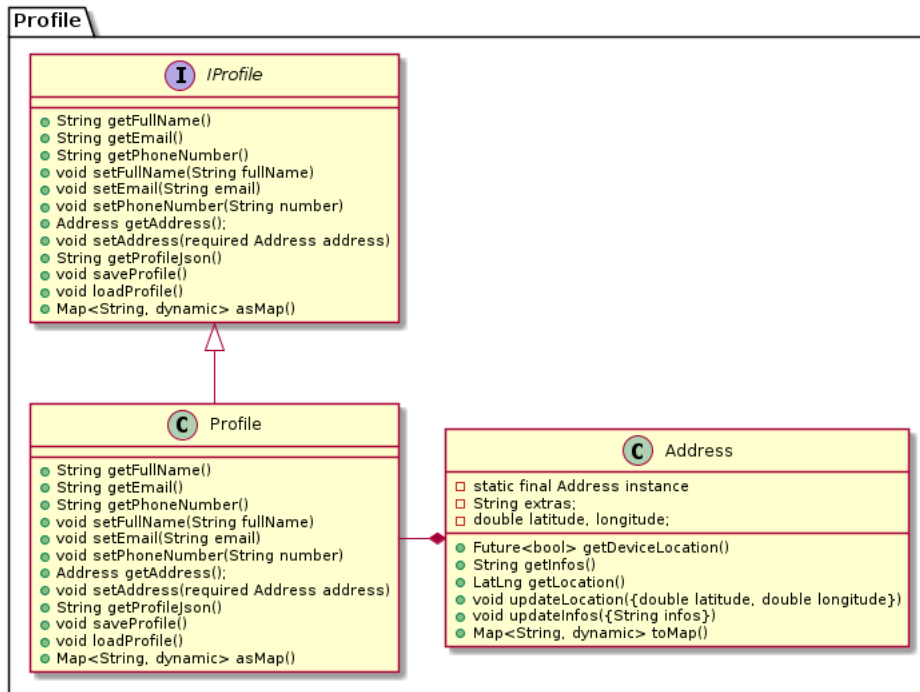 Profile
I IProfile
String getFullName()
String getEmail()
String getPhoneNumber()
void setFullName(String fullName)
void setEmail(String email)
void setPhoneNumber(String number)
Address getAddress();
void setAddress(required Address address)
String getProfileJson()
void saveProfile()
void loadProfile()
Map<String, dynamic> asMap()
C Profile
String getFullName()
String getEmail()
String getPhoneNumber()
void setFullName(String fullName)
void setEmail(String email)
void setPhoneNumber(String number)
Address getAddress();
void setAddress(required Address address)
String getProfileJson()
void saveProfile()
void loadProfile()
Map<String, dynamic> asMap()
C Address
static final Address instance
String extras;
double latitude, longitude;
Future<bool> getDeviceLocation()
String getInfos()
LatLng getLocation()
void updateLocation({double latitude, double longitude})
void updateInfos({String infos})
Map<String, dynamic> toMap()